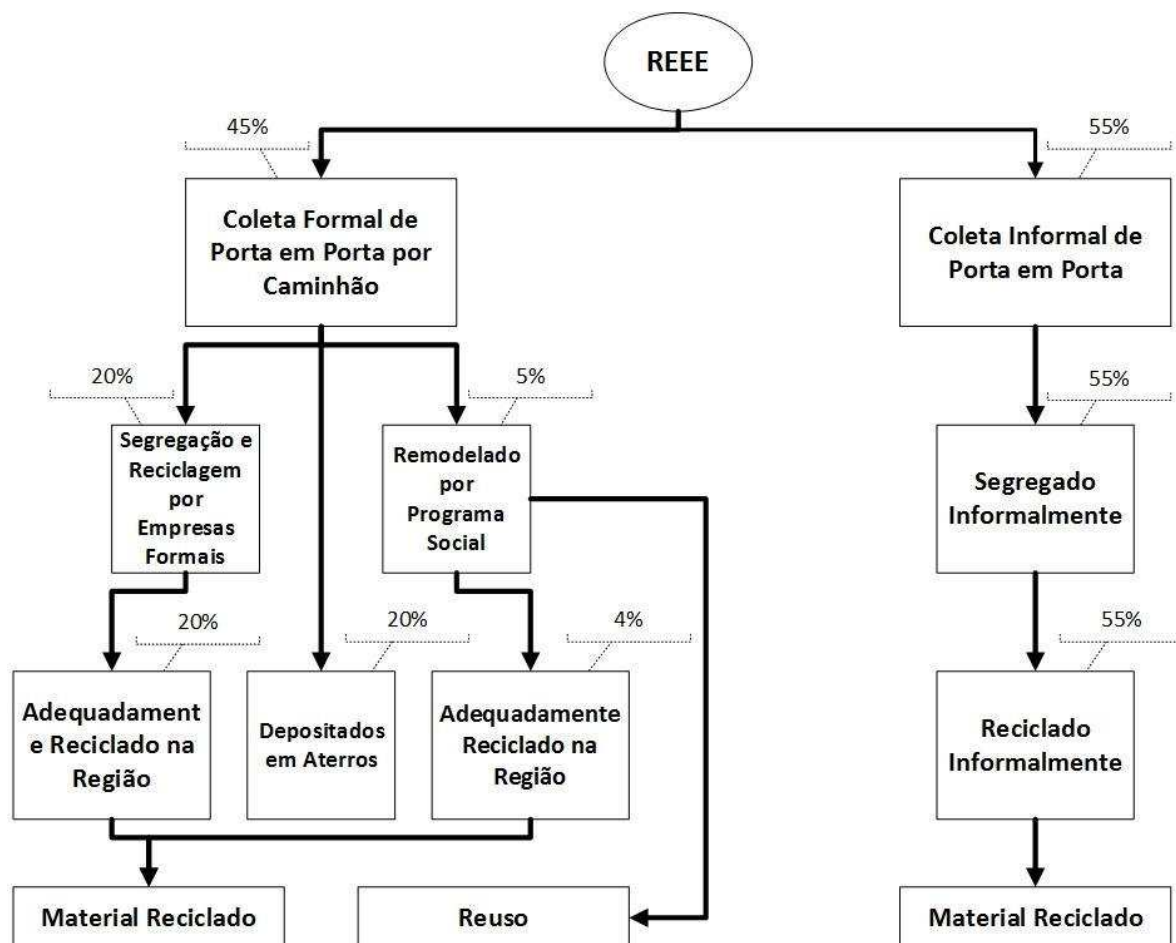 REEE
45%
55%
Coleta Formal de
Porta em Porta por
Caminhão
Coleta Informal de
Porta em Porta
20%
5%
55%
Segregação e
Reciclagem
por
Empresas
Formais
Remodelado
por
Programa
Social
Segregado
Informalmente
20%
20%
4%
55%
Adequadament
e Reciclado na
Região
Depositados
em Aterros
Adequadamente
Reciclado na
Região
Reciclado
Informalmente
Material Reciclado
Reuso
Material Reciclado